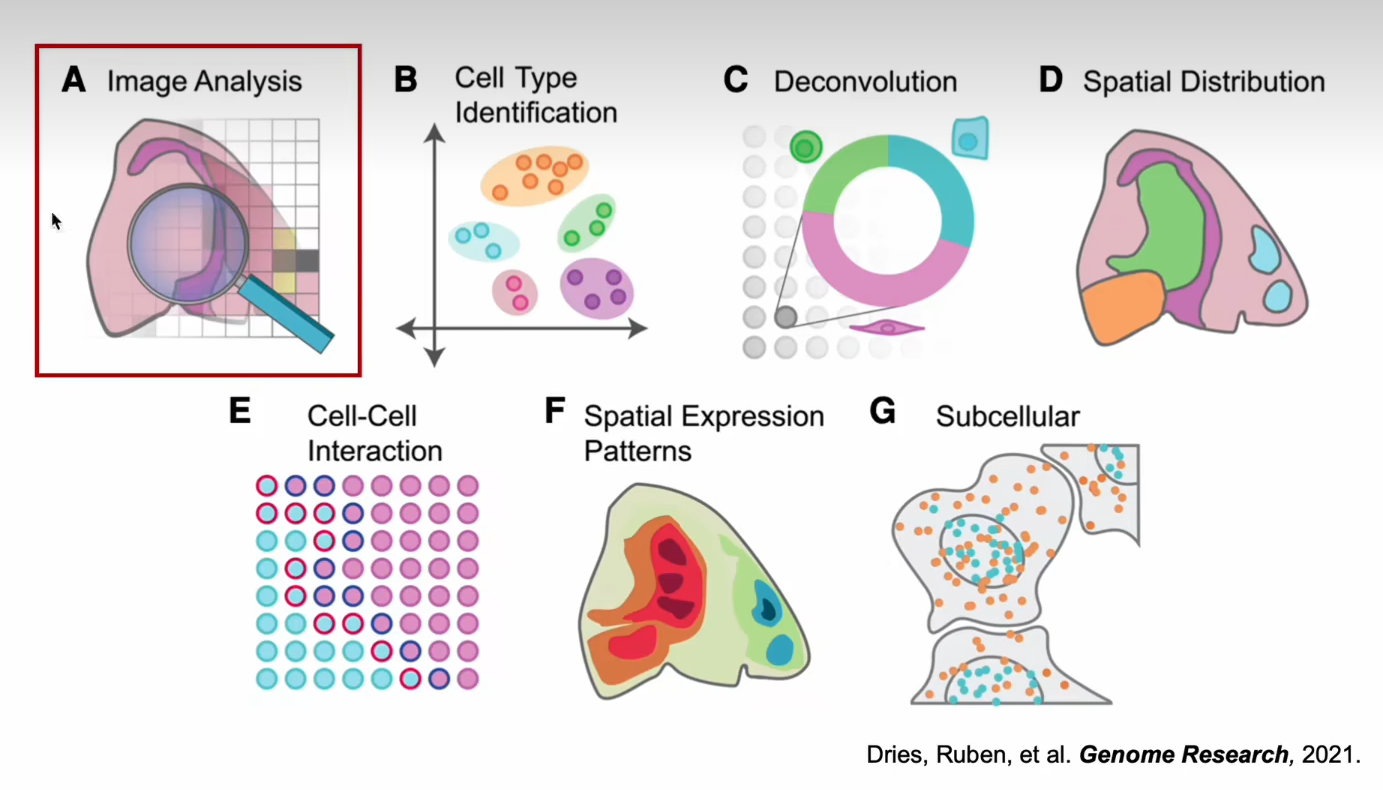 A Image Analysis
B Cell Type
Identification
C Deconvolution
D Spatial Distribution
E Cell-Cell
Interaction
F Spatial Expression
Patterns
G Subcellular
Dries, Ruben, et al. Genome Research, 2021.